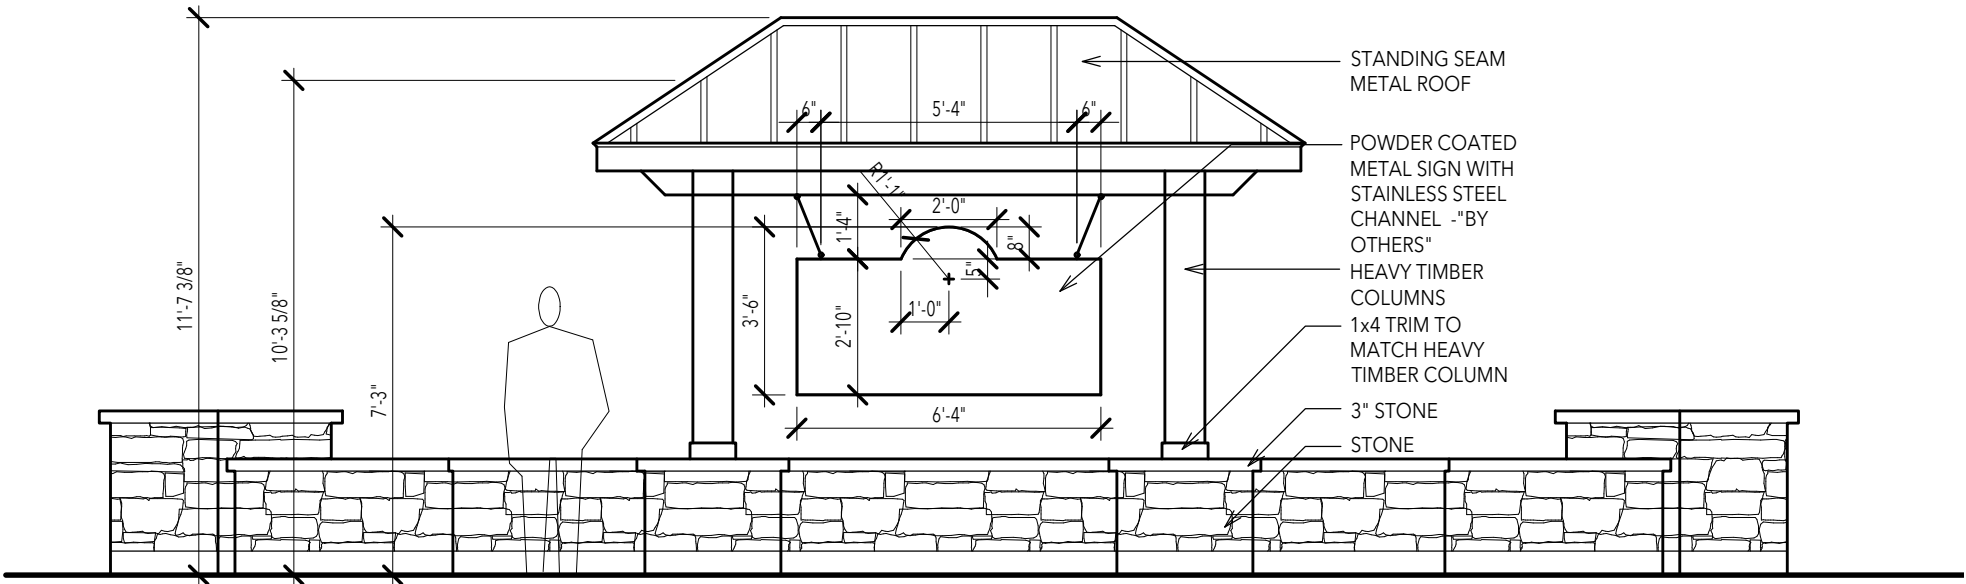 STANDING SEAM
METAL ROOF
6"
5'-4"
6"
POWDER COATED
METAL SIGN WITH
STAINLESS STEEL
CHANNEL -"BY
OTHERS"
R1'-1"
2'-0"
1'-4"
8"
5"
HEAVY TIMBER
COLUMNS
11'-7 3/8"
10'-3 5/8"
3'-6"
1'-0"
2'-10"
1x4 TRIM TO
MATCH HEAVY
TIMBER COLUMN
7'-3"
6'-4"
3" STONE
STONE